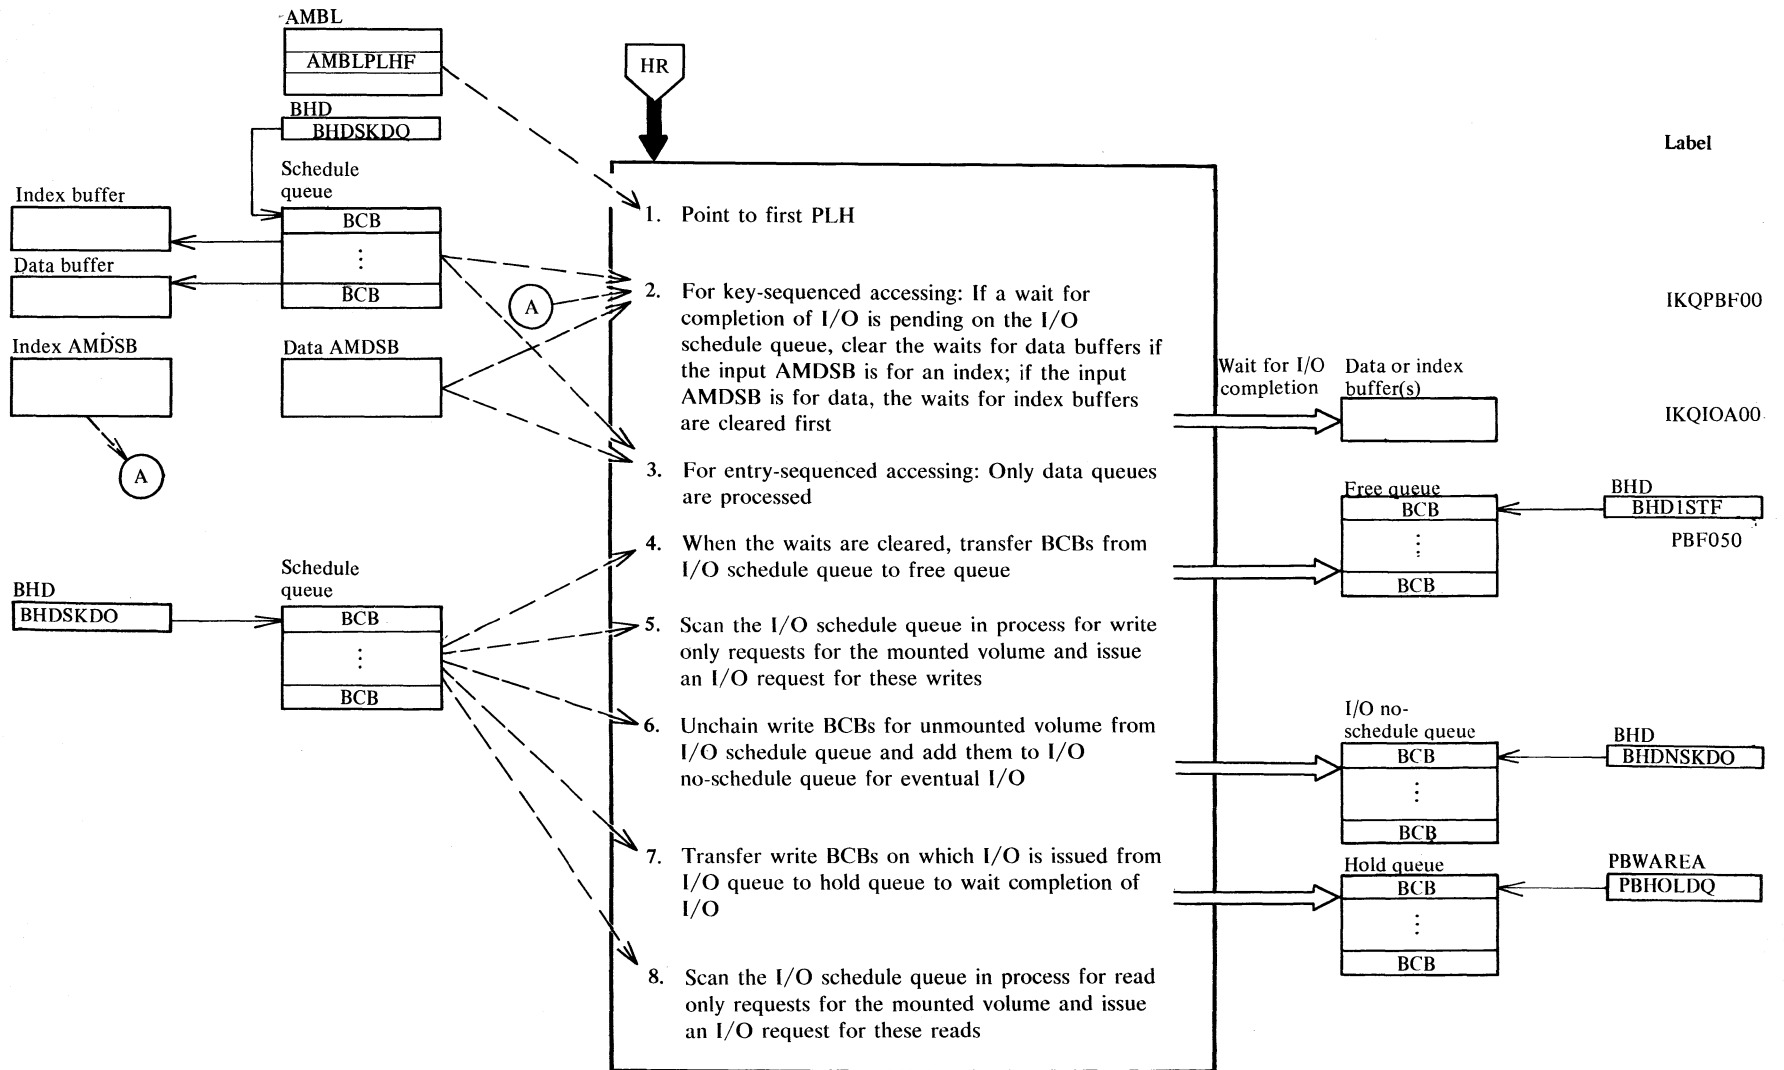 AMBL
AMBLPLHF
HR
BHD
BHDSKDQ
Label
Schedule
queue
Index buffer
BCB
1. Point to first PLH
Data buffer
BCB
A
2. For key-sequenced accessing: If a wait for
completion of I/O is pending on the I/O
schedule queue, clear the waits for data buffers if
the input AMDSB is for an index; if the input
AMDSB is for data, the waits for index buffers
are cleared first
IKQPBF00
Index AMDSB
Data AMDSB
Wait for I/O
completion
Data or index
buffer(s)
IKQIOA00
A
3. For entry-sequenced accessing: Only data queues
are processed
Free queue
BCB
BHD
BHD1STF
PBF050
4. When the waits are cleared, transfer BCBs from
I/O schedule queue to free queue
BCB
Schedule
queue
BHD
BHDSKDO
BCB
BCB
5. Scan the I/O schedule queue in process for write
only requests for the mounted volume and issue
an I/O request for these writes
6. Unchain write BCBs for unmounted volume from
I/O schedule queue and add them to I/O
no-schedule queue for eventual I/O
I/O no-
schedule queue
BCB
BHD
BHDNSKDO
BCB
7. Transfer write BCBs on which I/O is issued from
I/O queue to hold queue to wait completion of
I/O
Hold queue
BCB
PBWAREA
PBHOLDQ
BCB
8. Scan the I/O schedule queue in process for read
only requests for the mounted volume and issue
an I/O request for these reads